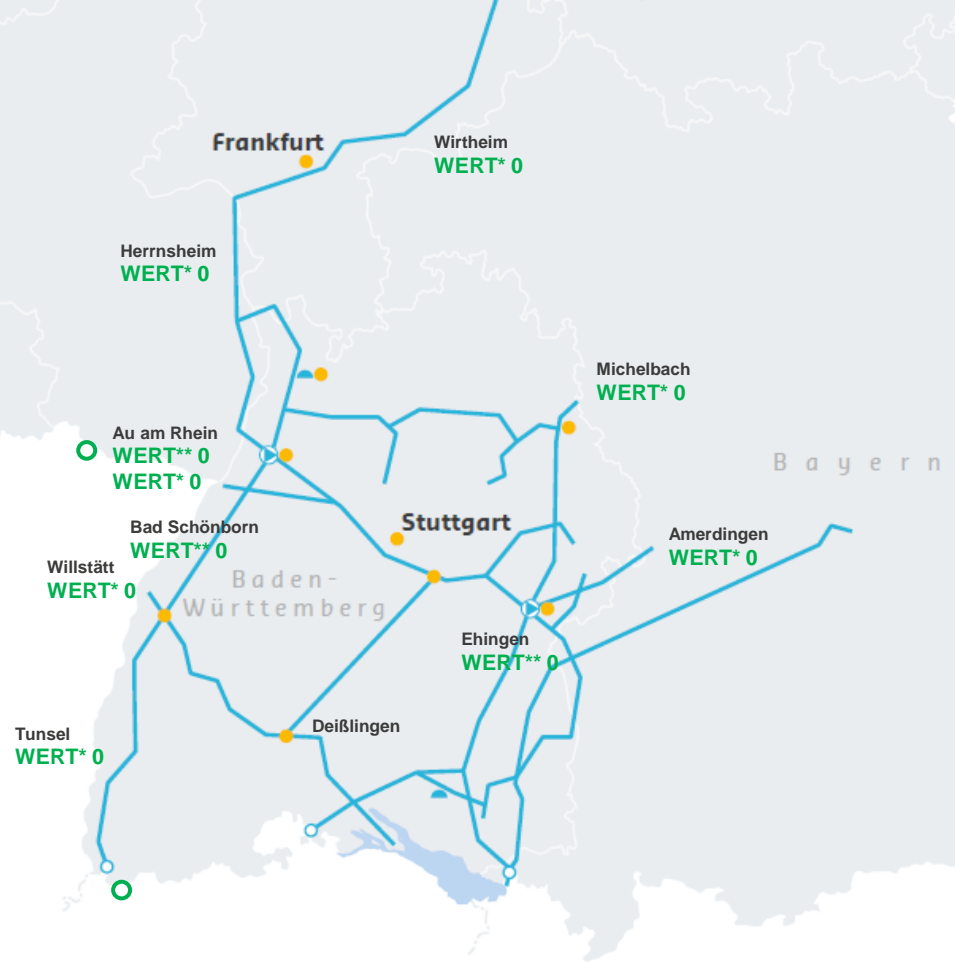 Frankfurt
Wirtheim
WERT* 0
Herrnsheim
WERT* 0
Michelbach
WERT* 0
Au am Rhein
WERT** 0
WERT* 0
Bayern
Bad Schönborn
WERT** 0
Stuttgart
Amerdingen
WERT* 0
Willstätt
WERT* 0
Baden-
Württemberg
Ehingen
WERT** 0
Deißlingen
Tunsel
WERT* 0